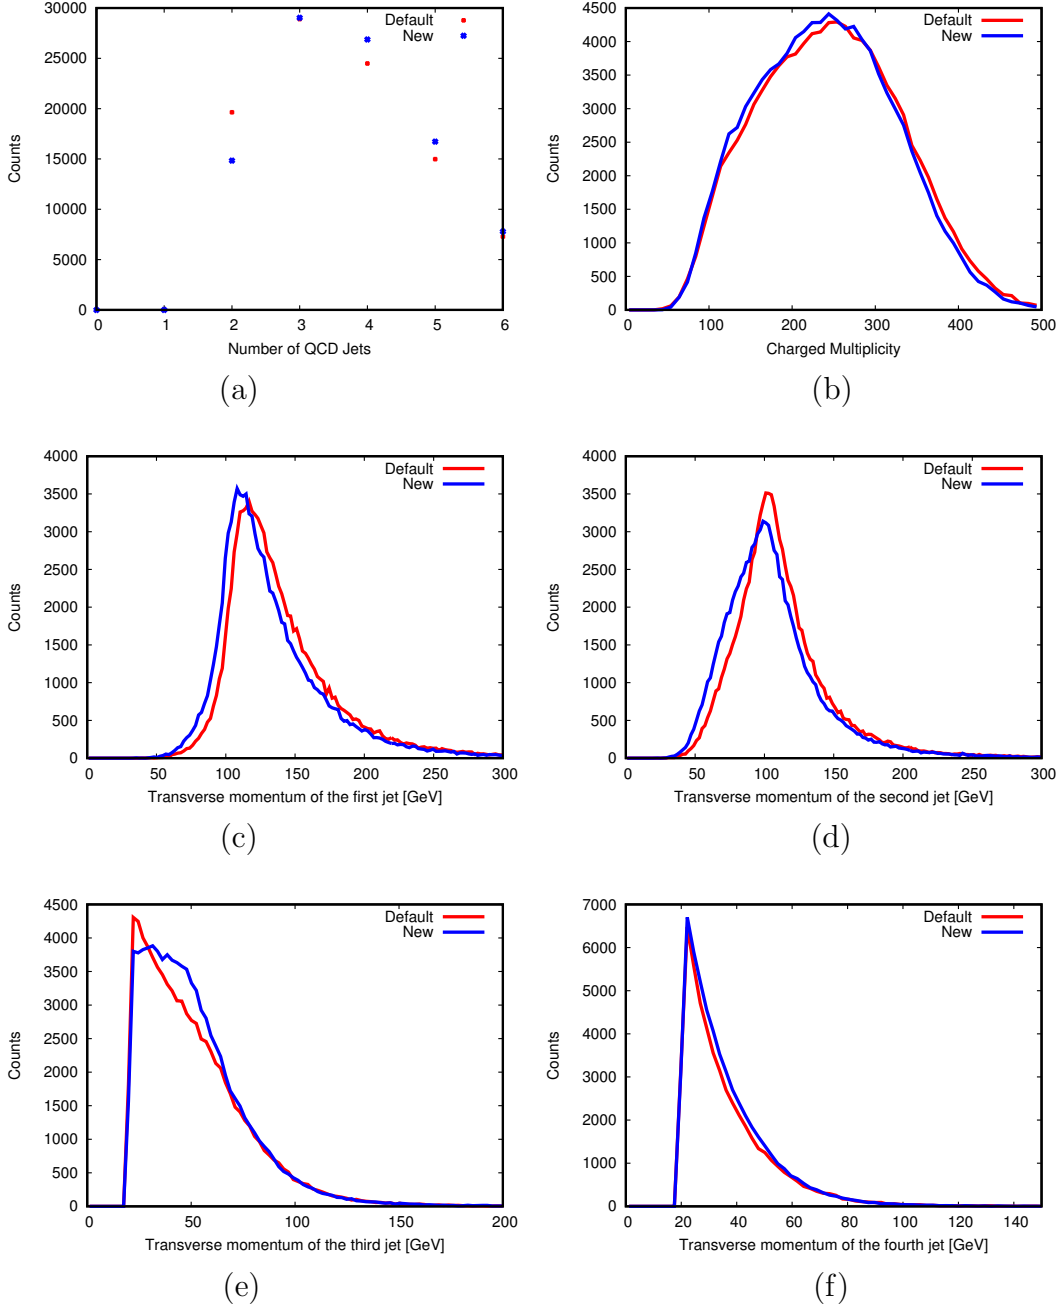 30000
25000
20000
15000
10000
5000
0
Counts
0 1 2 3 4 5 6
Number of QCD Jets
Default
New
(a)
4500
4000
3500
3000
2500
2000
1500
1000
500
0
Counts
0 100 200 300 400 500
Charged Multiplicity
Default
New
(b)
4000
3500
3000
2500
2000
1500
1000
500
0
Counts
0 50 100 150 200 250 300
Transverse momentum of the first jet [GeV]
Default
New
(c)
4000
3500
3000
2500
2000
1500
1000
500
0
Counts
0 50 100 150 200 250 300
Transverse momentum of the second jet [GeV]
Default
New
(d)
4500
4000
3500
3000
2500
2000
1500
1000
500
0
Counts
0 50 100 150 200
Transverse momentum of the third jet [GeV]
Default
New
(e)
7000
6000
5000
4000
3000
2000
1000
0
Counts
0 20 40 60 80 100 120 140
Transverse momentum of the fourth jet [GeV]
Default
New
(f)